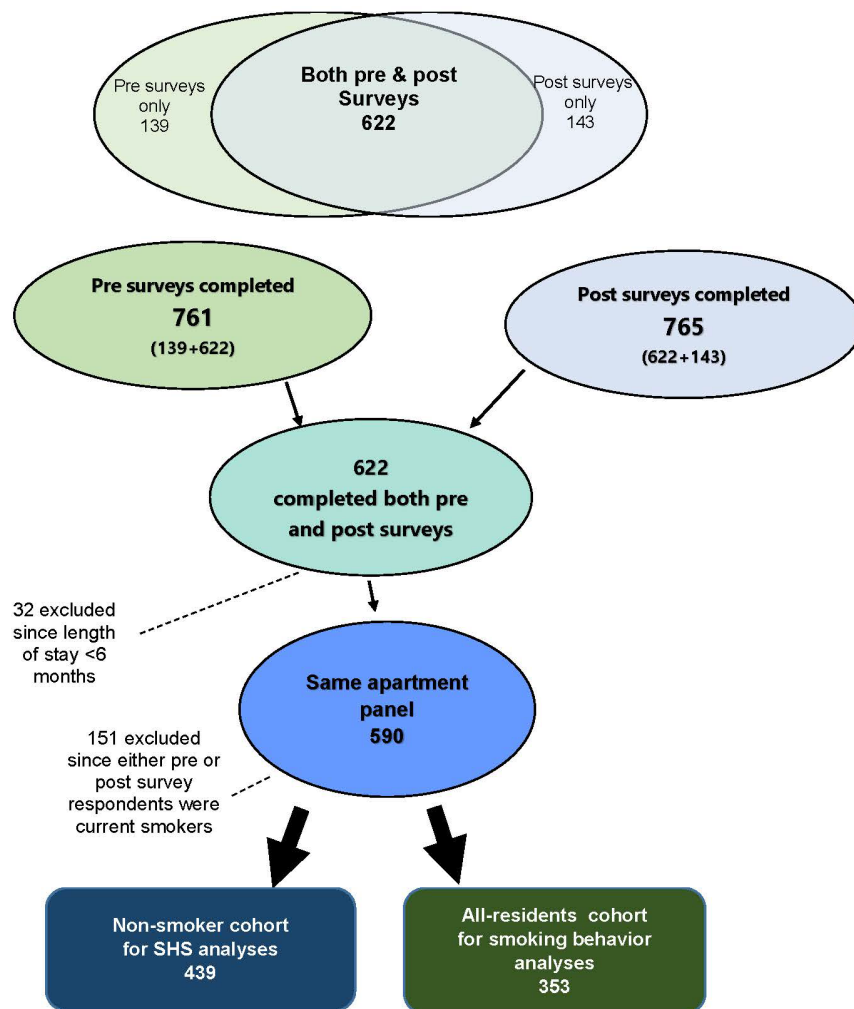 Pre surveys
only
139
Both pre & post
Surveys
622
Post surveys
only
143
Pre surveys completed
761
(139+622)
Post surveys completed
765
(622+143)
622
completed both pre
and post surveys
32 excluded
since length
of stay <6
months
Same apartment
panel
590
151 excluded
since either pre or
post survey
respondents were
current smokers
Non-smoker cohort
for SHS analyses
439
All-residents cohort
for smoking behavior
analyses
353